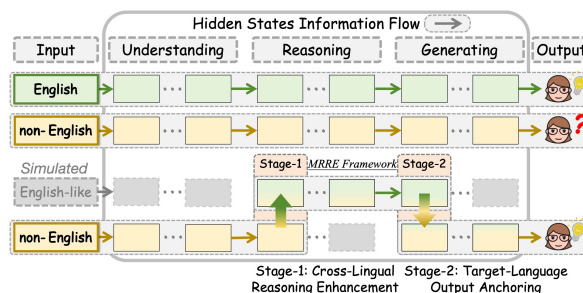 Hidden States Information Flow
Input Understanding Reasoning Generating Output
English
non-English
?
Simulated
Stage-1 MRRE Framework Stage-2
English-like
non-English
Stage-1: Cross-Lingual Reasoning Enhancement
Stage-2: Target-Language Output Anchoring